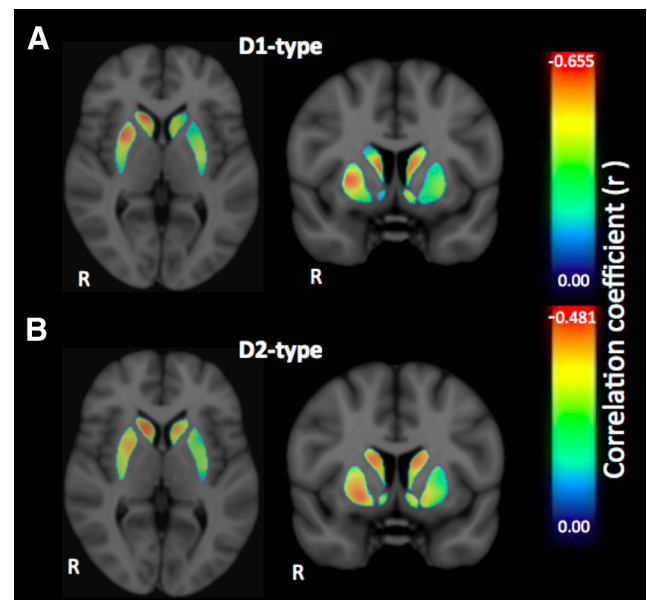 A
D1-type
R
R
-0.655
0.00
B
D2-type
R
R
-0.481
0.00
Correlation coefficient (r )